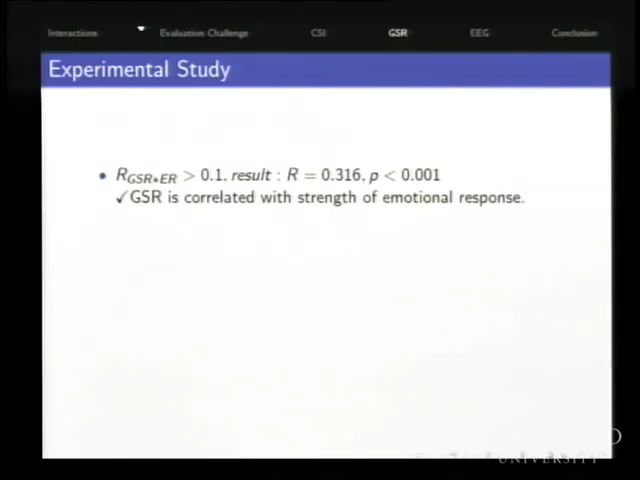 Interactions Evaluation Challenge CSI GSR EEG Conclusion
Experimental Study
• R_GSR∗ER > 0.1, result : R = 0.316, p < 0.001
✓GSR is correlated with strength of emotional response.
UNIVERSITY